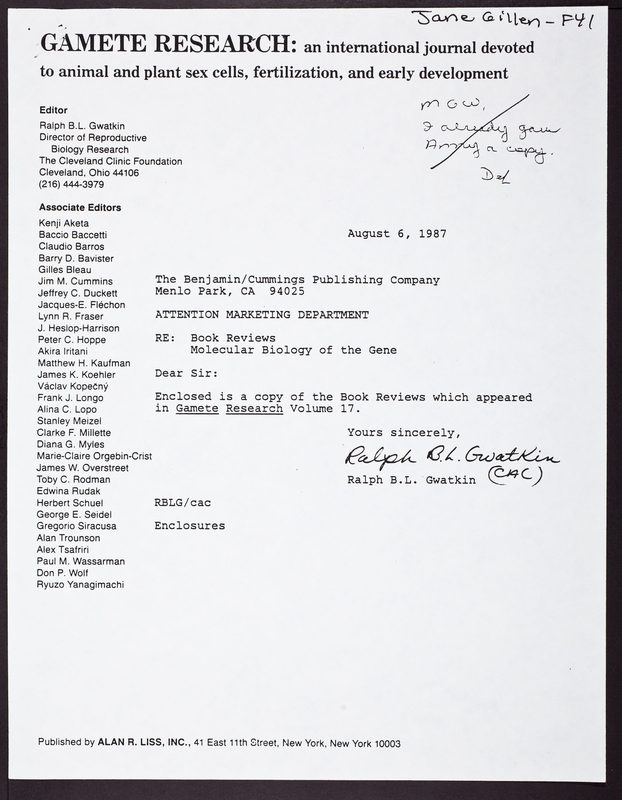 Jane Gillen - FYI
GAMETE RESEARCH: an international journal devoted
to animal and plant sex cells, fertilization, and early development
MGW,
I already gave
Amy a copy.
Del
Editor
Ralph B.L. Gwatkin
Director of Reproductive
Biology Research
The Cleveland Clinic Foundation
Cleveland, Ohio 44106
(216) 444-3979
Associate Editors
Kenji Aketa
Baccio Baccetti
Claudio Barros
Barry D. Bavister
Gilles Bleau
Jim M. Cummins
Jeffrey C. Duckett
Jacques-E. Fléchon
Lynn R. Fraser
J. Heslop-Harrison
Peter C. Hoppe
Akira Iritani
Matthew H. Kaufman
James K. Koehler
Václav Kopečný
Frank J. Longo
Alina C. Lopo
Stanley Meizel
Clarke F. Millette
Diana G. Myles
Marie-Claire Orgebin-Crist
James W. Overstreet
Toby C. Rodman
Edwina Rudak
Herbert Schuel
George E. Seidel
Gregorio Siracusa
Alan Trounson
Alex Tsafriri
Paul M. Wassarman
Don P. Wolf
Ryuzo Yanagimachi
August 6, 1987
The Benjamin/Cummings Publishing Company
Menlo Park, CA 94025
ATTENTION MARKETING DEPARTMENT
RE: Book Reviews
Molecular Biology of the Gene
Dear Sir:
Enclosed is a copy of the Book Reviews which appeared
in Gamete Research Volume 17.
Yours sincerely,
Ralph B.L. Gwatkin
(CAC)
Ralph B.L. Gwatkin
RBLG/cac
Enclosures
Published by ALAN R. LISS, INC., 41 East 11th Street, New York, New York 10003